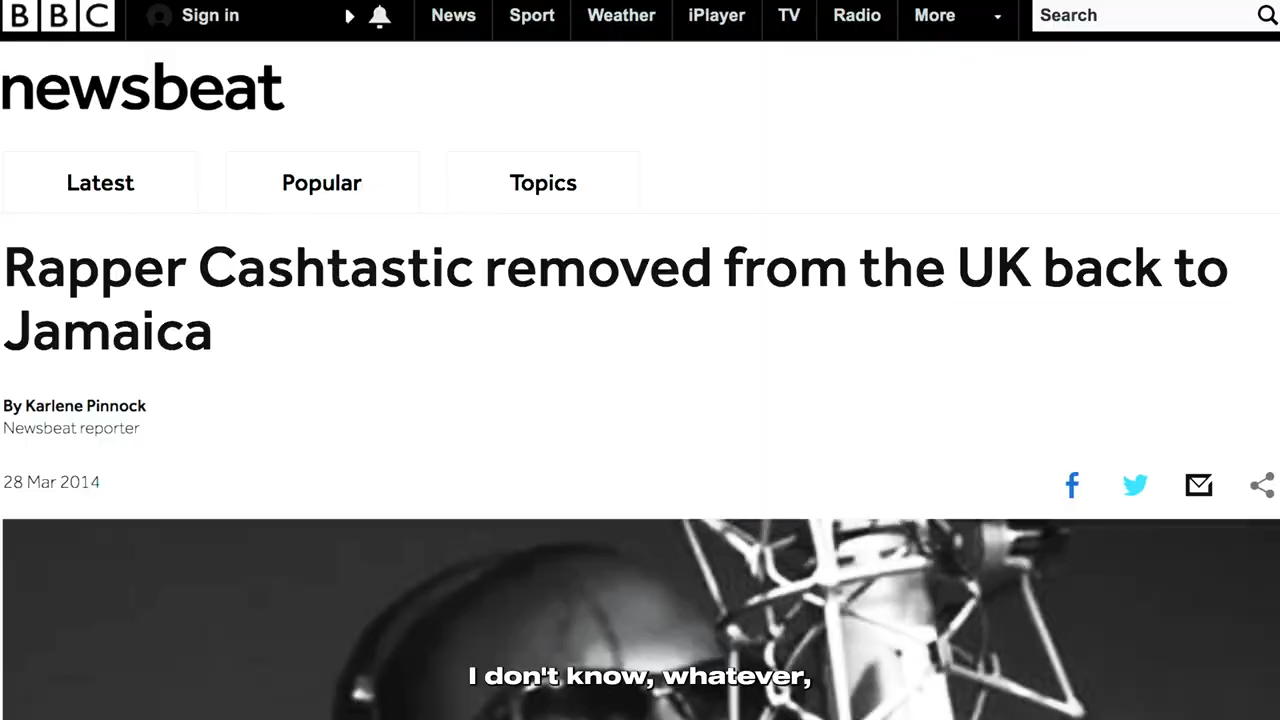 BBC Sign in News Sport Weather iPlayer TV Radio More Search
newsbeat
Latest Popular Topics
Rapper Cashtastic removed from the UK back to
Jamaica
By Karlene Pinnock
Newsbeat reporter
28 Mar 2014
I don't know, whatever,